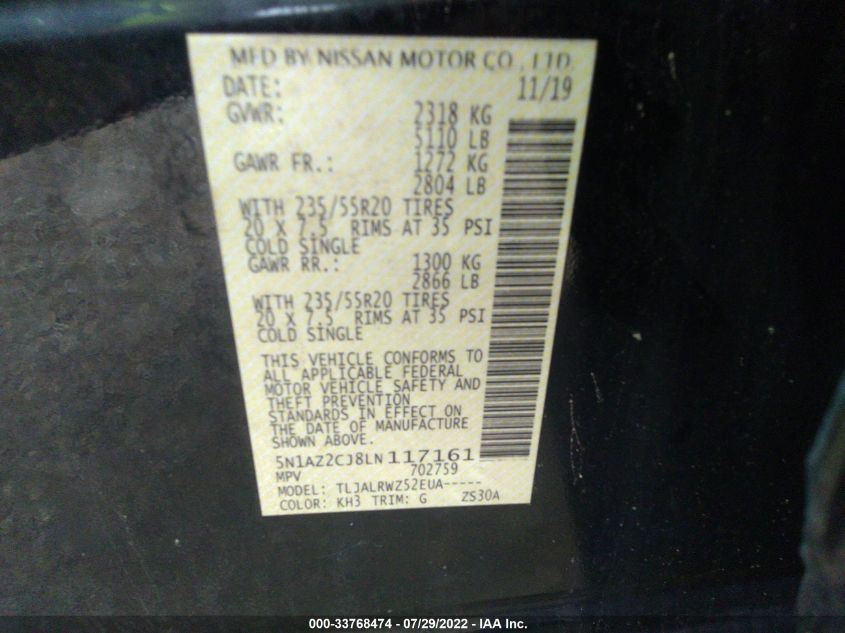 MFD BY NISSAN MOTOR CO., LTD.
DATE: 11/19
GVWR: 2318 KG
5110 LB
GAWR FR.: 1272 KG
2804 LB
WITH 235/55R20 TIRES
20 X 7.5 RIMS AT 35 PSI
COLD SINGLE
GAWR RR.: 1300 KG
2866 LB
WITH 235/55R20 TIRES
20 X 7.5 RIMS AT 35 PSI
COLD SINGLE
THIS VEHICLE CONFORMS TO
ALL APPLICABLE FEDERAL
MOTOR VEHICLE SAFETY AND
THEFT PREVENTION
STANDARDS IN EFFECT ON
THE DATE OF MANUFACTURE
SHOWN ABOVE.
5N1AZ2CJ8LN117161
MPV 702759
MODEL: TLJALRWZ52EUA-----
COLOR: KH3 TRIM: G ZS30A
000-33768474 - 07/29/2022 - IAA Inc.